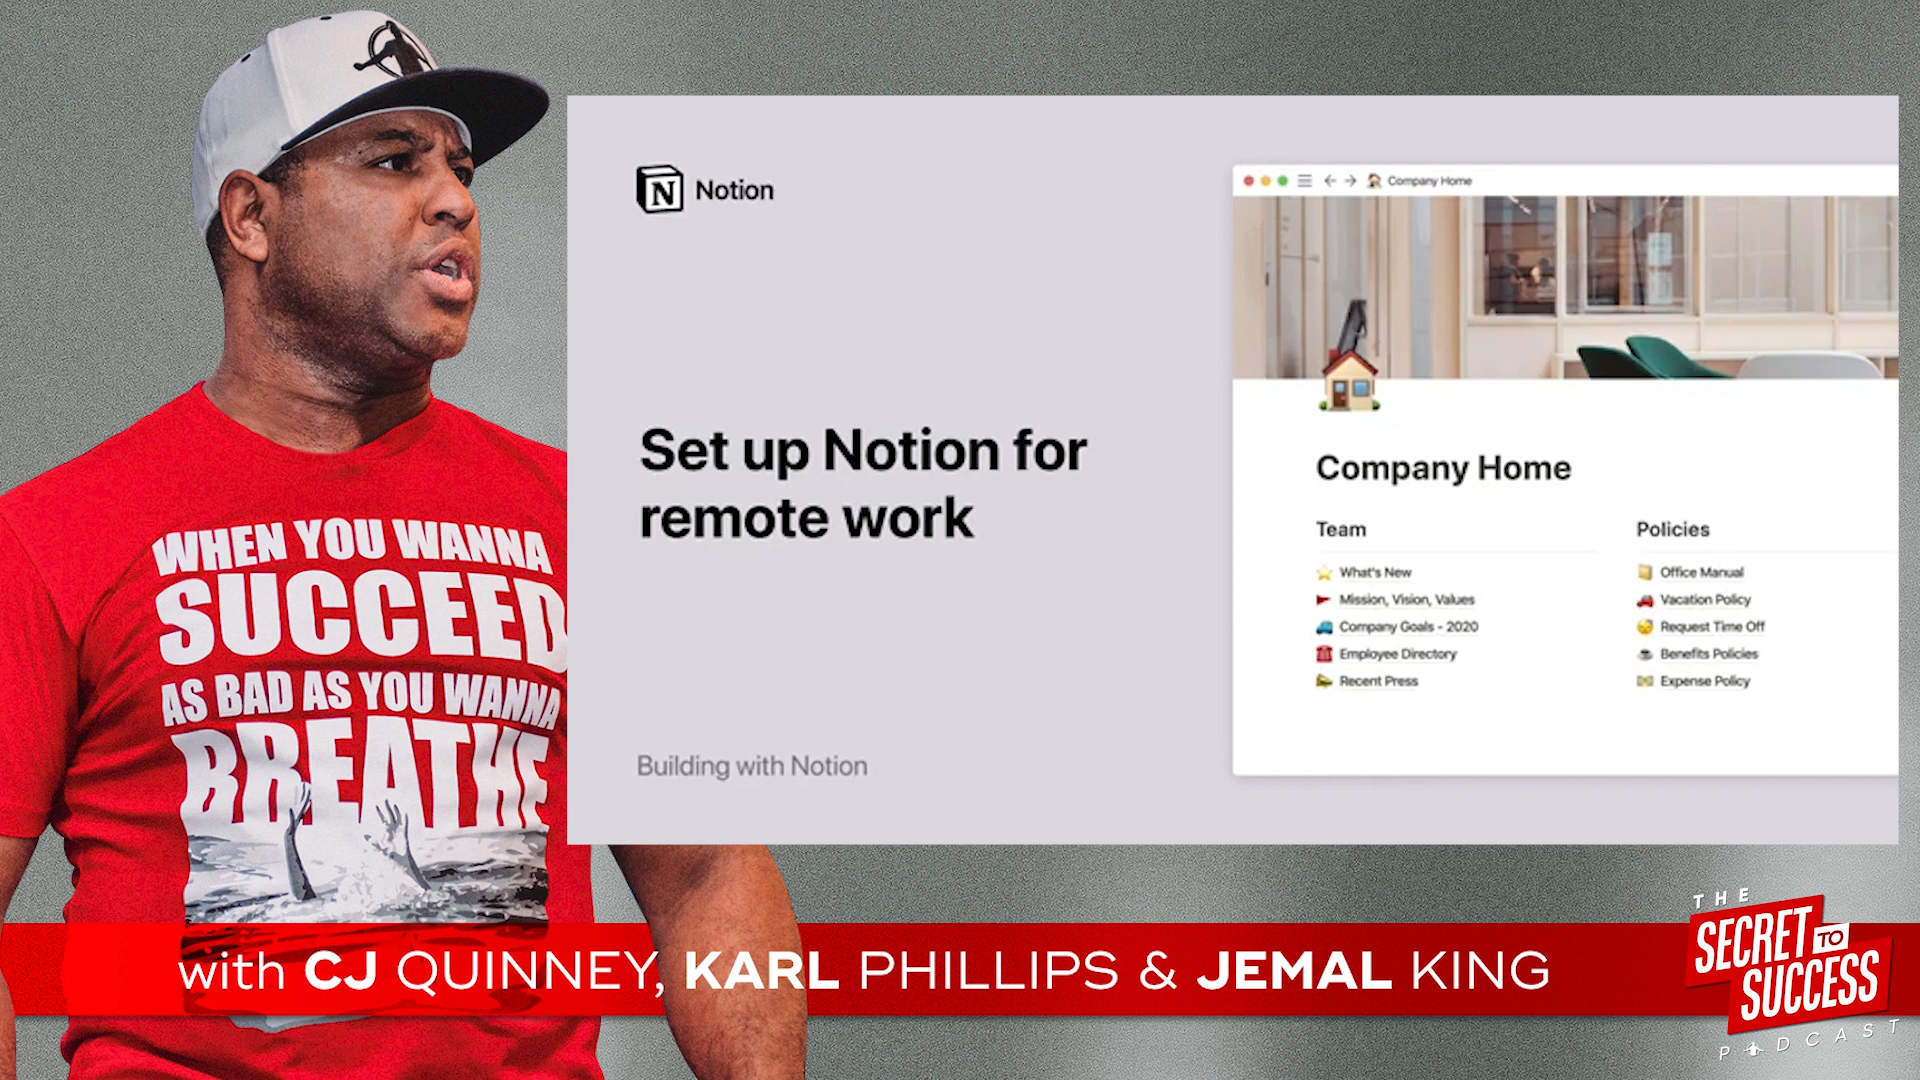 WHEN YOU WANNA
SUCCEED
AS BAD AS YOU WANNA
BREATHE
Notion
Set up Notion for
remote work
Building with Notion
Company Home
Company Home
Team
What's New
Mission, Vision, Values
Company Goals - 2020
Employee Directory
Recent Press
Policies
Office Manual
Vacation Policy
Request Time Off
Benefits Policies
Expense Policy
with CJ QUINNEY, KARL PHILLIPS & JEMAL KING
THE
SECRET TO
SUCCESS
PODCAST